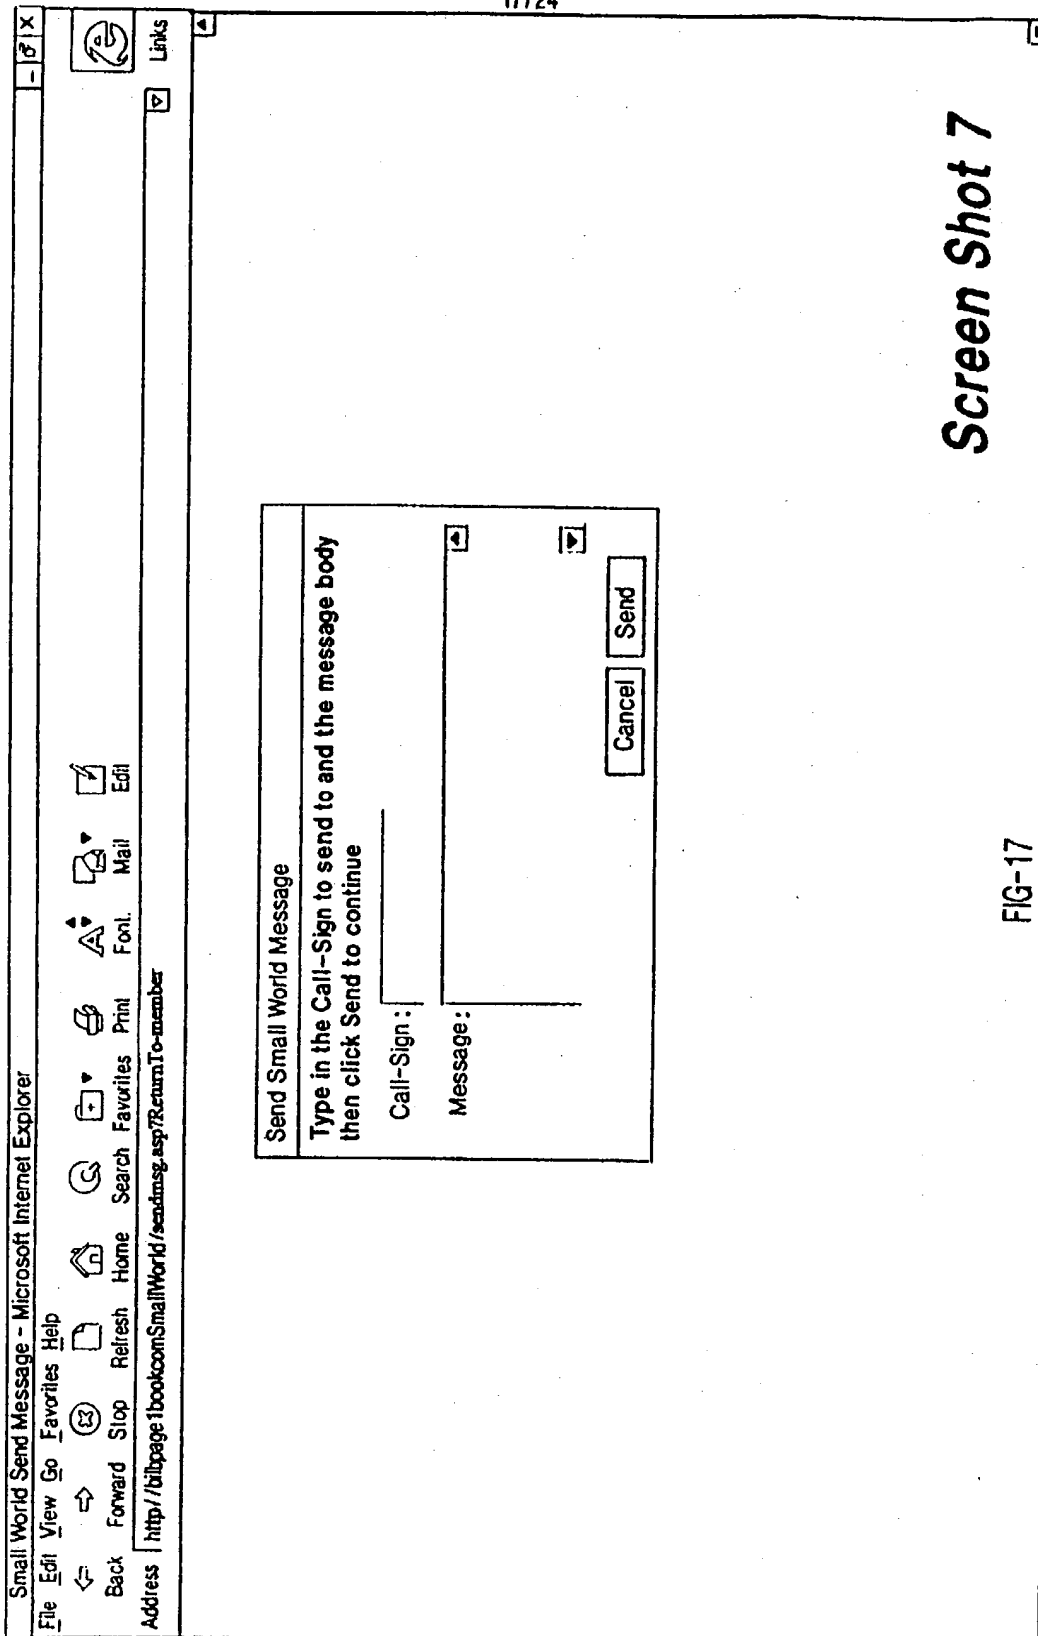 17/24
Small World Send Message - Microsoft Internet Explorer
File Edit View Go Favorites Help
Back Forward Stop Refresh Home Search Favorites Print Font. Mail Edit
Address http//bilbpage1bookcomSmallWorld/sendmsg.asp?ReturnTo-member Links
Send Small World Message
Type in the Call-Sign to send to and the message body
then click Send to continue
Call-Sign:
Message:
Cancel Send
Screen Shot 7
FIG-17